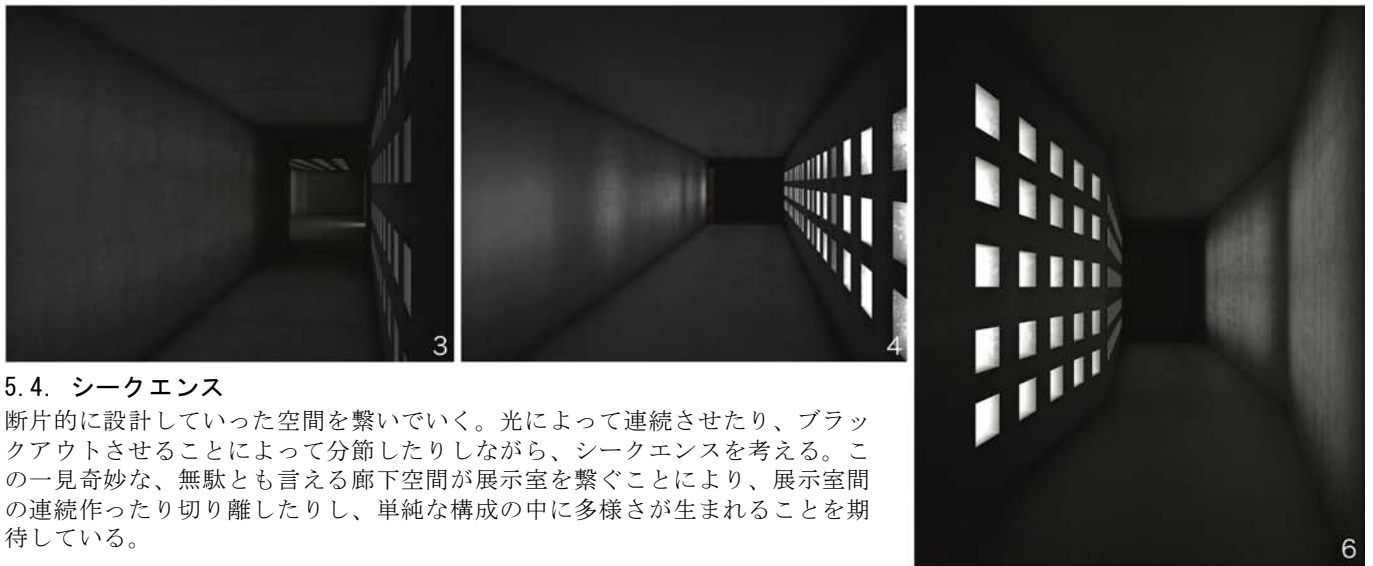 3
4
6
5.4. シークエンス
断片的に設計していった空間を繋いでいく。光によって連続させたり、ブラッ
クアウトさせることによって分節したりしながら、シークエンスを考える。こ
の一見奇妙な、無駄とも言える廊下空間が展示室を繋ぐことにより、展示室間
の連続作ったり切り離したりし、単純な構成の中に多様さが生まれることを期
待している。